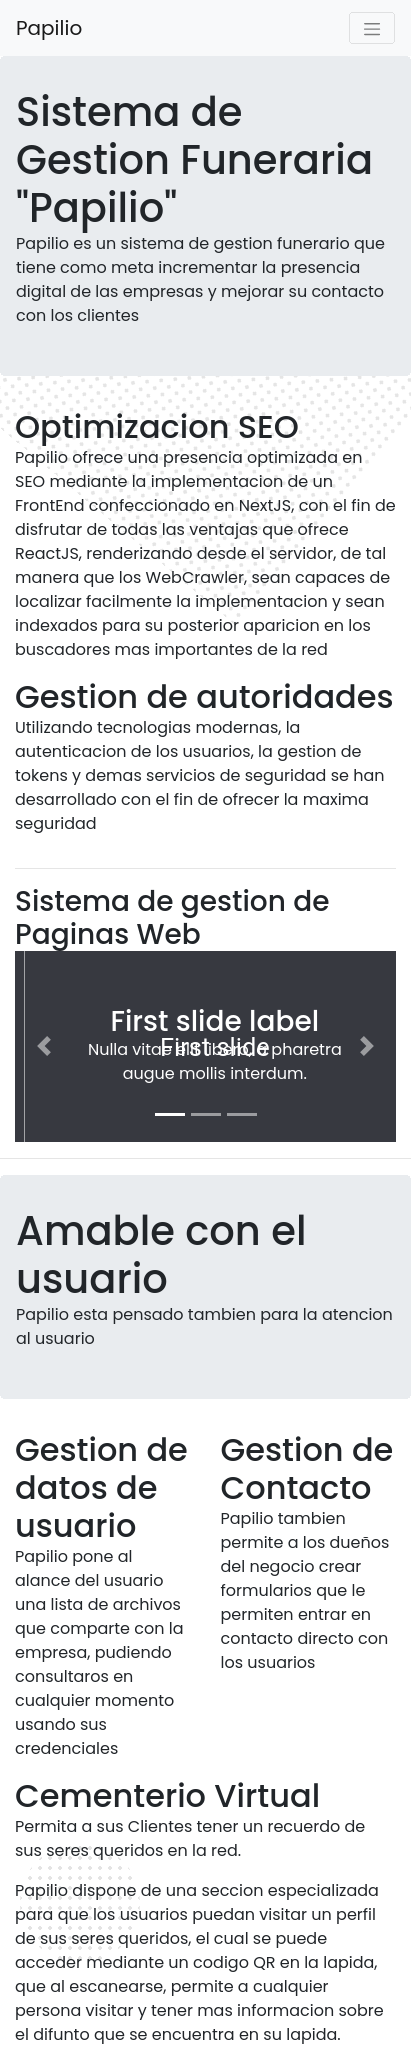 Papilio
Sistema de
Gestion Funeraria
"Papilio"
Papilio es un sistema de gestion funerario que
tiene como meta incrementar la presencia
digital de las empresas y mejorar su contacto
con los clientes
Optimizacion SEO
Papilio ofrece una presencia optimizada en
SEO mediante la implementacion de un
FrontEnd confeccionado en NextJS, con el fin de
disfrutar de todas las ventajas que ofrece
ReactJS, renderizando desde el servidor, de tal
manera que los WebCrawler, sean capaces de
localizar facilmente la implementacion y sean
indexados para su posterior aparicion en los
buscadores mas importantes de la red
Gestion de autoridades
Utilizando tecnologias modernas, la
autenticacion de los usuarios, la gestion de
tokens y demas servicios de seguridad se han
desarrollado con el fin de ofrecer la maxima
seguridad
Sistema de gestion de
Paginas Web
First slide label
First slide
Nulla vitae elit libero, a pharetra
augue mollis interdum.
Amable con el
usuario
Papilio esta pensado tambien para la atencion
al usuario
Gestion de
datos de
usuario
Papilio pone al
alance del usuario
una lista de archivos
que comparte con la
empresa, pudiendo
consultaros en
cualquier momento
usando sus
credenciales
Gestion de
Contacto
Papilio tambien
permite a los dueños
del negocio crear
formularios que le
permiten entrar en
contacto directo con
los usuarios
Cementerio Virtual
Permita a sus Clientes tener un recuerdo de
sus seres queridos en la red.
Papilio dispone de una seccion especializada
para que los usuarios puedan visitar un perfil
de sus seres queridos, el cual se puede
acceder mediante un codigo QR en la lapida,
que al escanearse, permite a cualquier
persona visitar y tener mas informacion sobre
el difunto que se encuentra en su lapida.